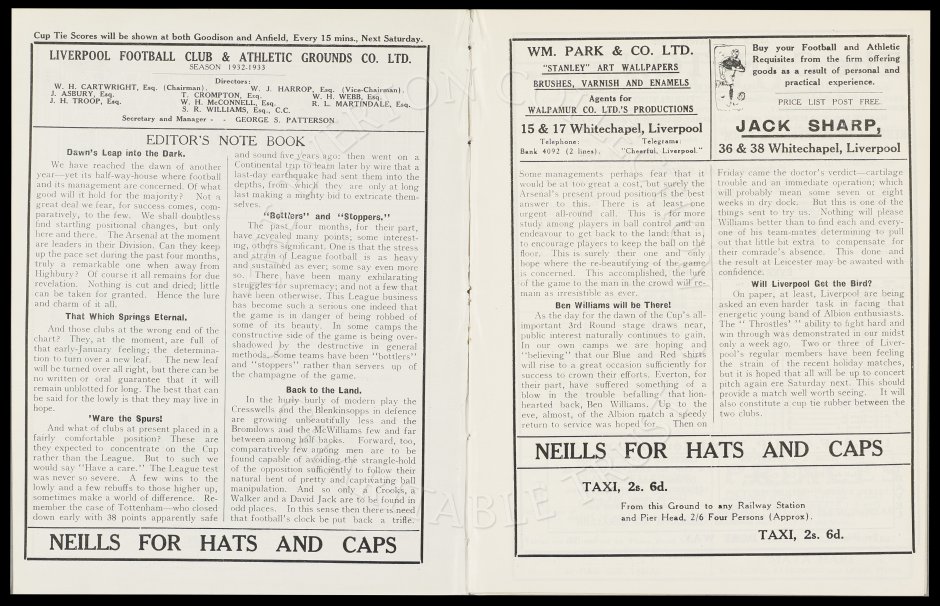 Cup Tie Scores will be shown at both Goodison and Anfield, Every 15 mins., Next Saturday.
LIVERPOOL FOOTBALL CLUB & ATHLETIC GROUNDS CO. LTD.
SEASON 1932-1933
Directors:
W. H. CARTWRIGHT, Esq. (Chairman). W. J. HARROP, Esq. (Vice-Chairman).
J. ASBURY, Esq. T. CROMPTON, Esq. W. H. WEBB, Esq.
J. H. TROOP, Esq. W. H. McCONNELL, Esq. R. L. MARTINDALE, Esq.
S. R. WILLIAMS, Esq., C.C.
Secretary and Manager - - GEORGE S. PATTERSON
EDITOR'S NOTE BOOK
Dawn's Leap into the Dark.
We have reached the dawn of another
year—yet its half-way-house where football
and its management are concerned. Of what
good will it hold for the majority? Not a
great deal we fear, for success comes, com-
paratively, to the few. We shall doubtless
find startling positional changes, but only
here and there. The Arsenal at the moment
are leaders in their Division. Can they keep
up the pace set during the past four months,
truly a remarkable one when away from
Highbury? Of course it all remains for due
revelation. Nothing is cut and dried; little
can be taken for granted. Hence the lure
and charm of it all.
That Which Springs Eternal.
And those clubs at the wrong end of the
chart? They, at the moment, are full of
that early-January feeling; the determina-
tion to turn over a new leaf. The new leaf
will be turned over all right, but there can be
no written or oral guarantee that it will
remain unblotted for long. The best that can
be said for the lowly is that they may live in
hope.
'Ware the Spurs!
And what of clubs at present placed in a
fairly comfortable position? These are
they expected to concentrate on the Cup
rather than the League. But to such we
would say "Have a care." The League test
was never so severe. A few wins to the
lowly and a few rebuffs to those higher up,
sometimes make a world of difference. Re-
member the case of Tottenham—who closed
down early with 38 points apparently safe
and sound five years ago: then went on a
Continental trip to learn later by wire that a
last-day earthquake had sent them into the
depths, from which they are only at long
last making a mighty bid to extricate them-
selves.
"Bottlers" and "Stoppers."
The past four months, for their part,
have revealed many points; some interest-
ing, others significant. One is that the stress
and strain of League football is as heavy
and sustained as ever; some say even more
so. There have been many exhilarating
struggles for supremacy; and not a few that
have been otherwise. This League business
has become such a serious one indeed that
the game is in danger of being robbed of
some of its beauty. In some camps the
constructive side of the game is being over-
shadowed by the destructive in general
methods. Some teams have been "bottlers"
and "stoppers" rather than servers up of
the champagne of the game.
Back to the Land.
In the hurly burly of modern play the
Cresswells and the Blenkinsopps in defence
are growing unbeautifully less and the
Bromilows and the McWilliams few and far
between among half backs. Forward, too,
comparatively few among men are to be
found capable of avoiding the strangle-hold
of the opposition sufficiently to follow their
natural bent of pretty and captivating ball
manipulation. And so only a Crooks, a
Walker and a David Jack are to be found in
odd places. In this sense then there is need
that football's clock be put back a trifle.
NEILLS FOR HATS AND CAPS
WM. PARK & CO. LTD.
"STANLEY" ART WALLPAPERS
BRUSHES, VARNISH AND ENAMELS
Agents for
WALPAMUR CO. LTD.'S PRODUCTIONS
15 & 17 Whitechapel, Liverpool
Telephone: Telegrams:
Bank 4092 (2 lines). "Cheerful, Liverpool."
Buy your Football and Athletic
Requisites from the firm offering
goods as a result of personal and
practical experience.
PRICE LIST POST FREE.
JACK SHARP,
36 & 38 Whitechapel, Liverpool
Some managements perhaps fear that it
would be at too great a cost, but surely the
Arsenal's present proud position is the best
answer to this. There is at least one
urgent all-round call. This is for more
study among players in ball control and an
endeavour to get back to the land: that is,
to encourage players to keep the ball on the
floor. This is surely their one and only
hope where the re-beautifying of the game
is concerned. This accomplished, the lure
of the game to the man in the crowd will re-
main as irresistible as ever.
Ben Williams will be There!
As the day for the dawn of the Cup's all-
important 3rd Round stage draws near,
public interest naturally continues to gain.
In our own camps we are hoping and
"believing" that our Blue and Red shirts
will rise to a great occasion sufficiently for
success to crown their efforts. Everton, for
their part, have suffered something of a
blow in the trouble befalling that lion-
hearted back, Ben Williams. Up to the
eve, almost, of the Albion match a speedy
return to service was hoped for. Then on
Friday came the doctor's verdict—cartilage
trouble and an immediate operation; which
will probably mean some seven or eight
weeks in dry dock. But this is one of the
things sent to try us. Nothing will please
Williams better than to find each and every-
one of his team-mates determining to pull
out that little bit extra to compensate for
their comrade's absence. This done and
the result at Leicester may be awaited with
confidence.
Will Liverpool Get the Bird?
On paper, at least, Liverpool are being
asked an even harder task in facing that
energetic young band of Albion enthusiasts.
The "Throstles'" ability to fight hard and
win through was demonstrated in our midst
only a week ago. Two or three of Liver-
pool's regular members have been feeling
the strain of the recent holiday matches,
but it is hoped that all will be up to concert
pitch again ere Saturday next. This should
provide a match well worth seeing. It will
also constitute a cup tie rubber between the
two clubs.
NEILLS FOR HATS AND CAPS
TAXI, 2s. 6d.
From this Ground to any Railway Station
and Pier Head, 2/6 Four Persons (Approx).
TAXI, 2s. 6d.